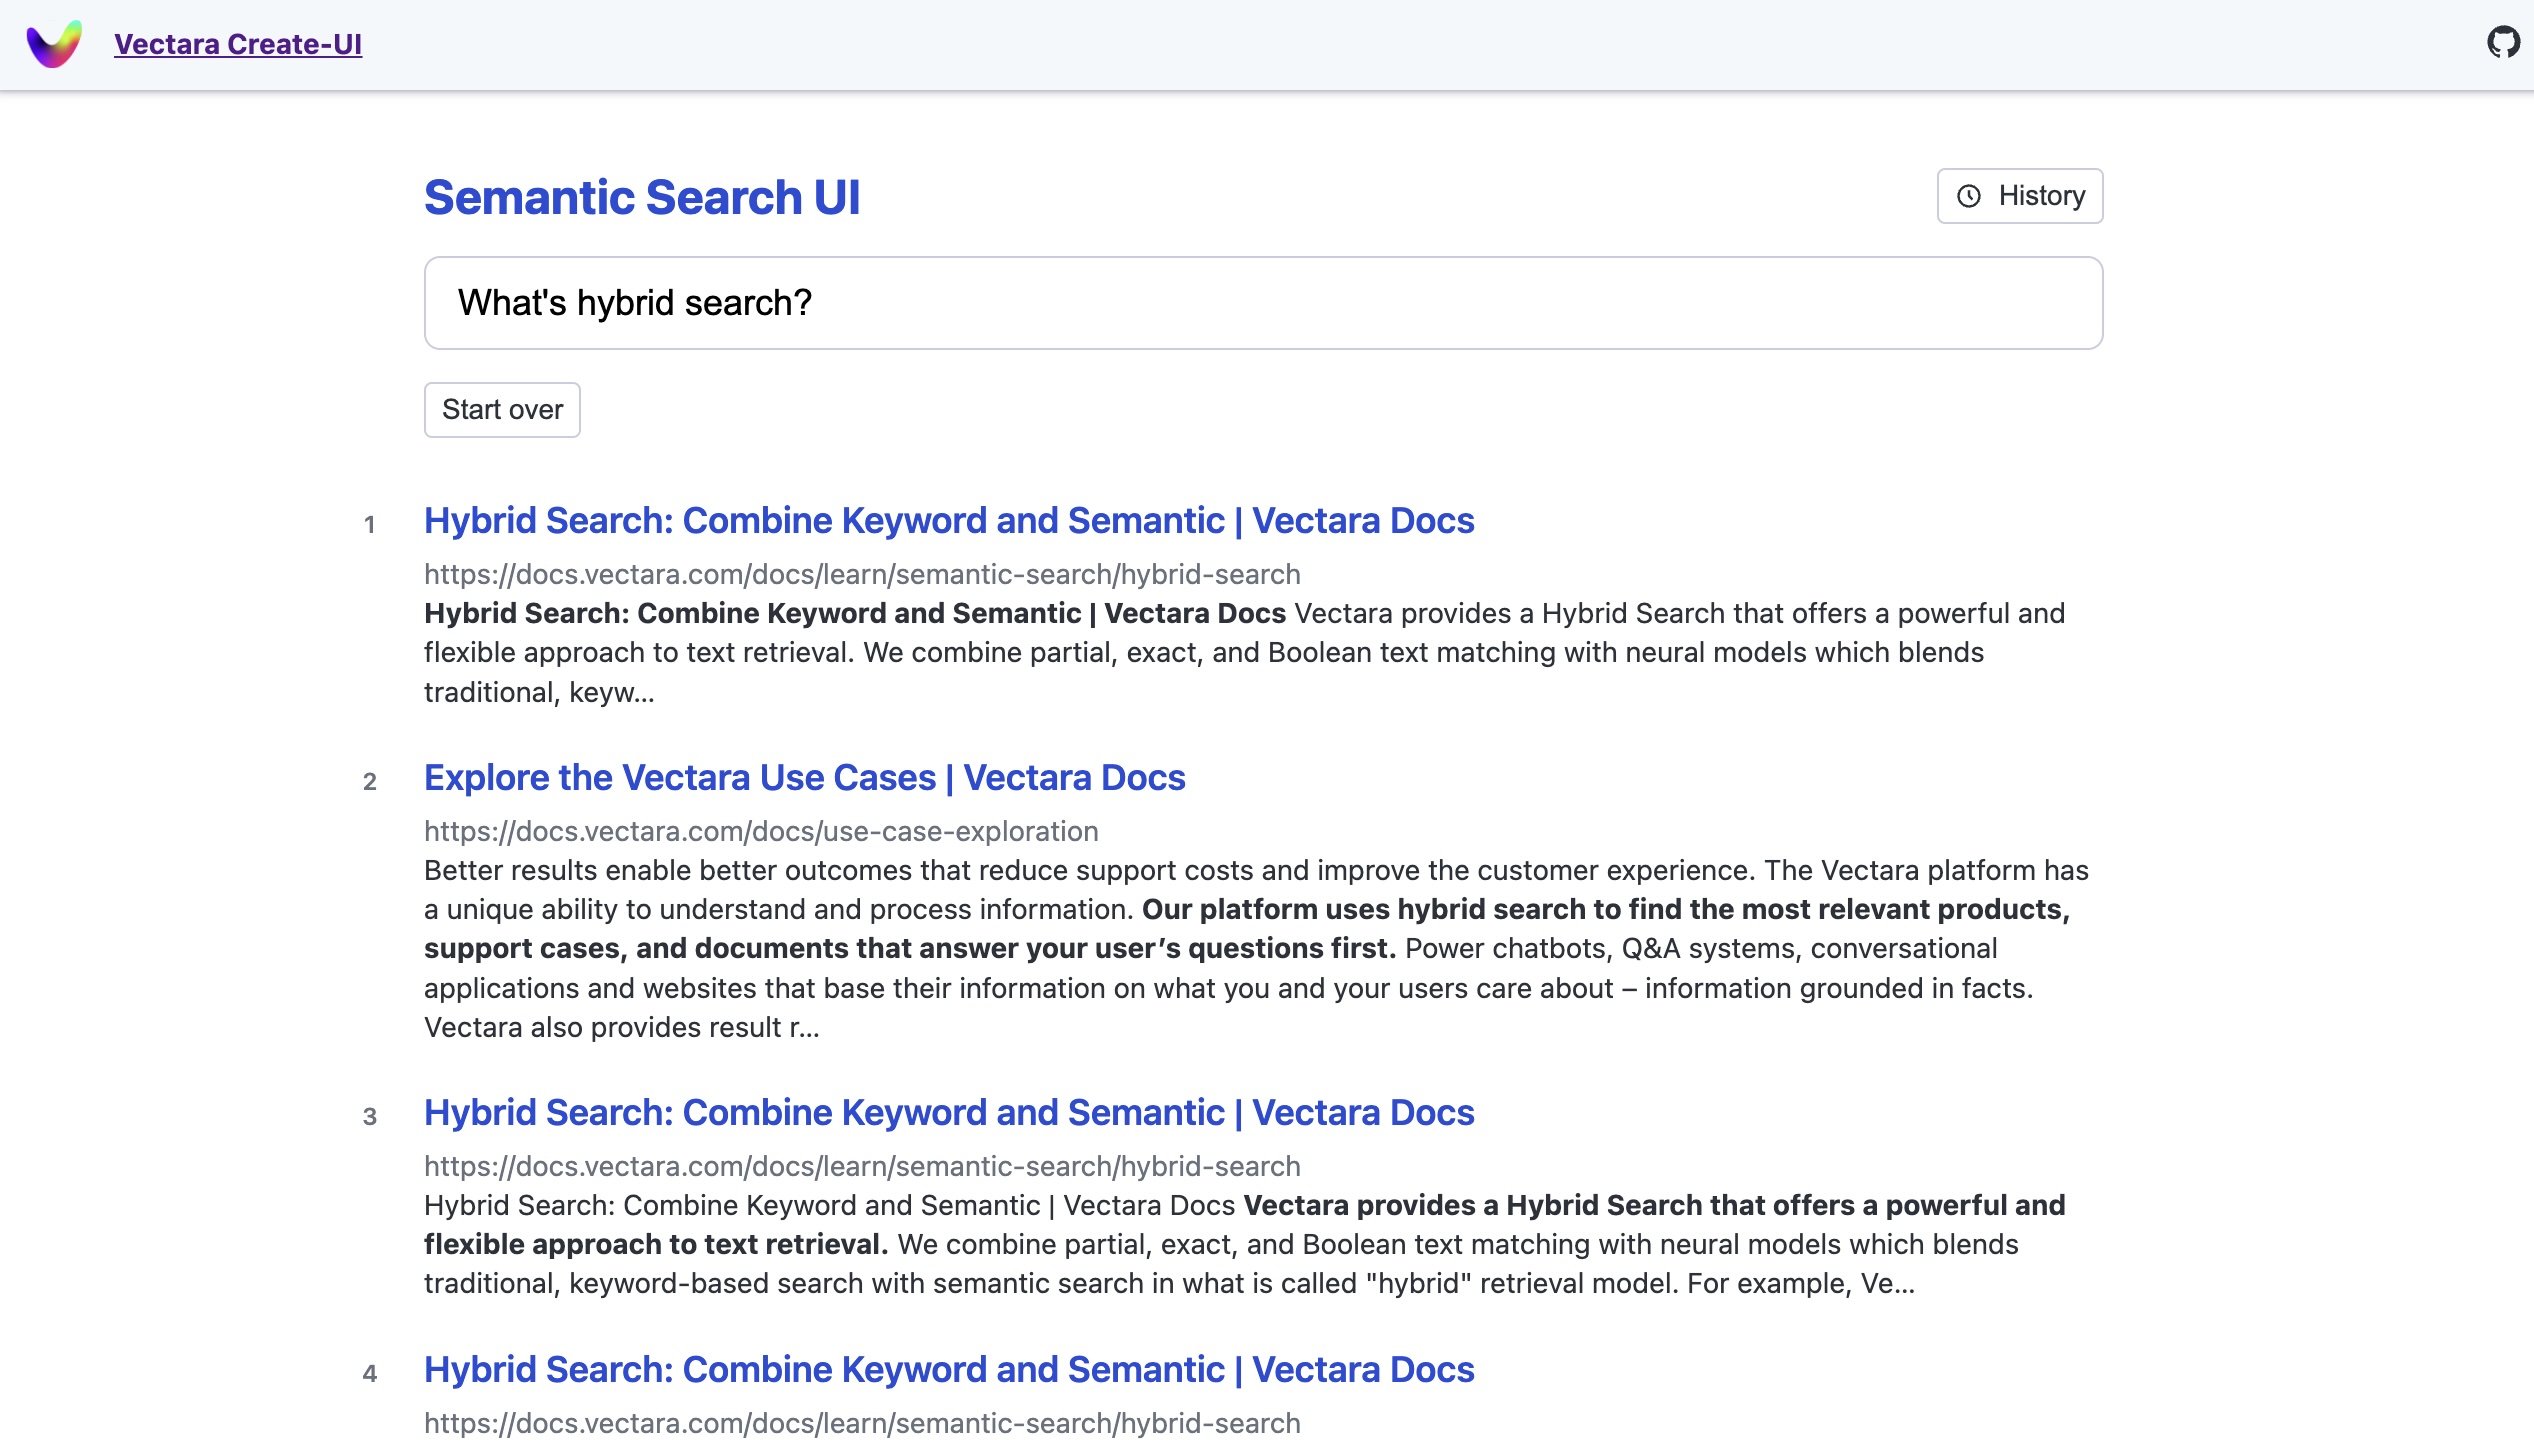 Vectara Create-UI
Semantic Search UI
History
What's hybrid search?
Start over
1
Hybrid Search: Combine Keyword and Semantic | Vectara Docs
https://docs.vectara.com/docs/learn/semantic-search/hybrid-search
Hybrid Search: Combine Keyword and Semantic | Vectara Docs Vectara provides a Hybrid Search that offers a powerful and
flexible approach to text retrieval. We combine partial, exact, and Boolean text matching with neural models which blends
traditional, keyw...
2
Explore the Vectara Use Cases | Vectara Docs
https://docs.vectara.com/docs/use-case-exploration
Better results enable better outcomes that reduce support costs and improve the customer experience. The Vectara platform has
a unique ability to understand and process information. Our platform uses hybrid search to find the most relevant products,
support cases, and documents that answer your user’s questions first. Power chatbots, Q&A systems, conversational
applications and websites that base their information on what you and your users care about – information grounded in facts.
Vectara also provides result r...
3
Hybrid Search: Combine Keyword and Semantic | Vectara Docs
https://docs.vectara.com/docs/learn/semantic-search/hybrid-search
Hybrid Search: Combine Keyword and Semantic | Vectara Docs Vectara provides a Hybrid Search that offers a powerful and
flexible approach to text retrieval. We combine partial, exact, and Boolean text matching with neural models which blends
traditional, keyword-based search with semantic search in what is called "hybrid" retrieval model. For example, Ve...
4
Hybrid Search: Combine Keyword and Semantic | Vectara Docs
https://docs.vectara.com/docs/learn/semantic-search/hybrid-search